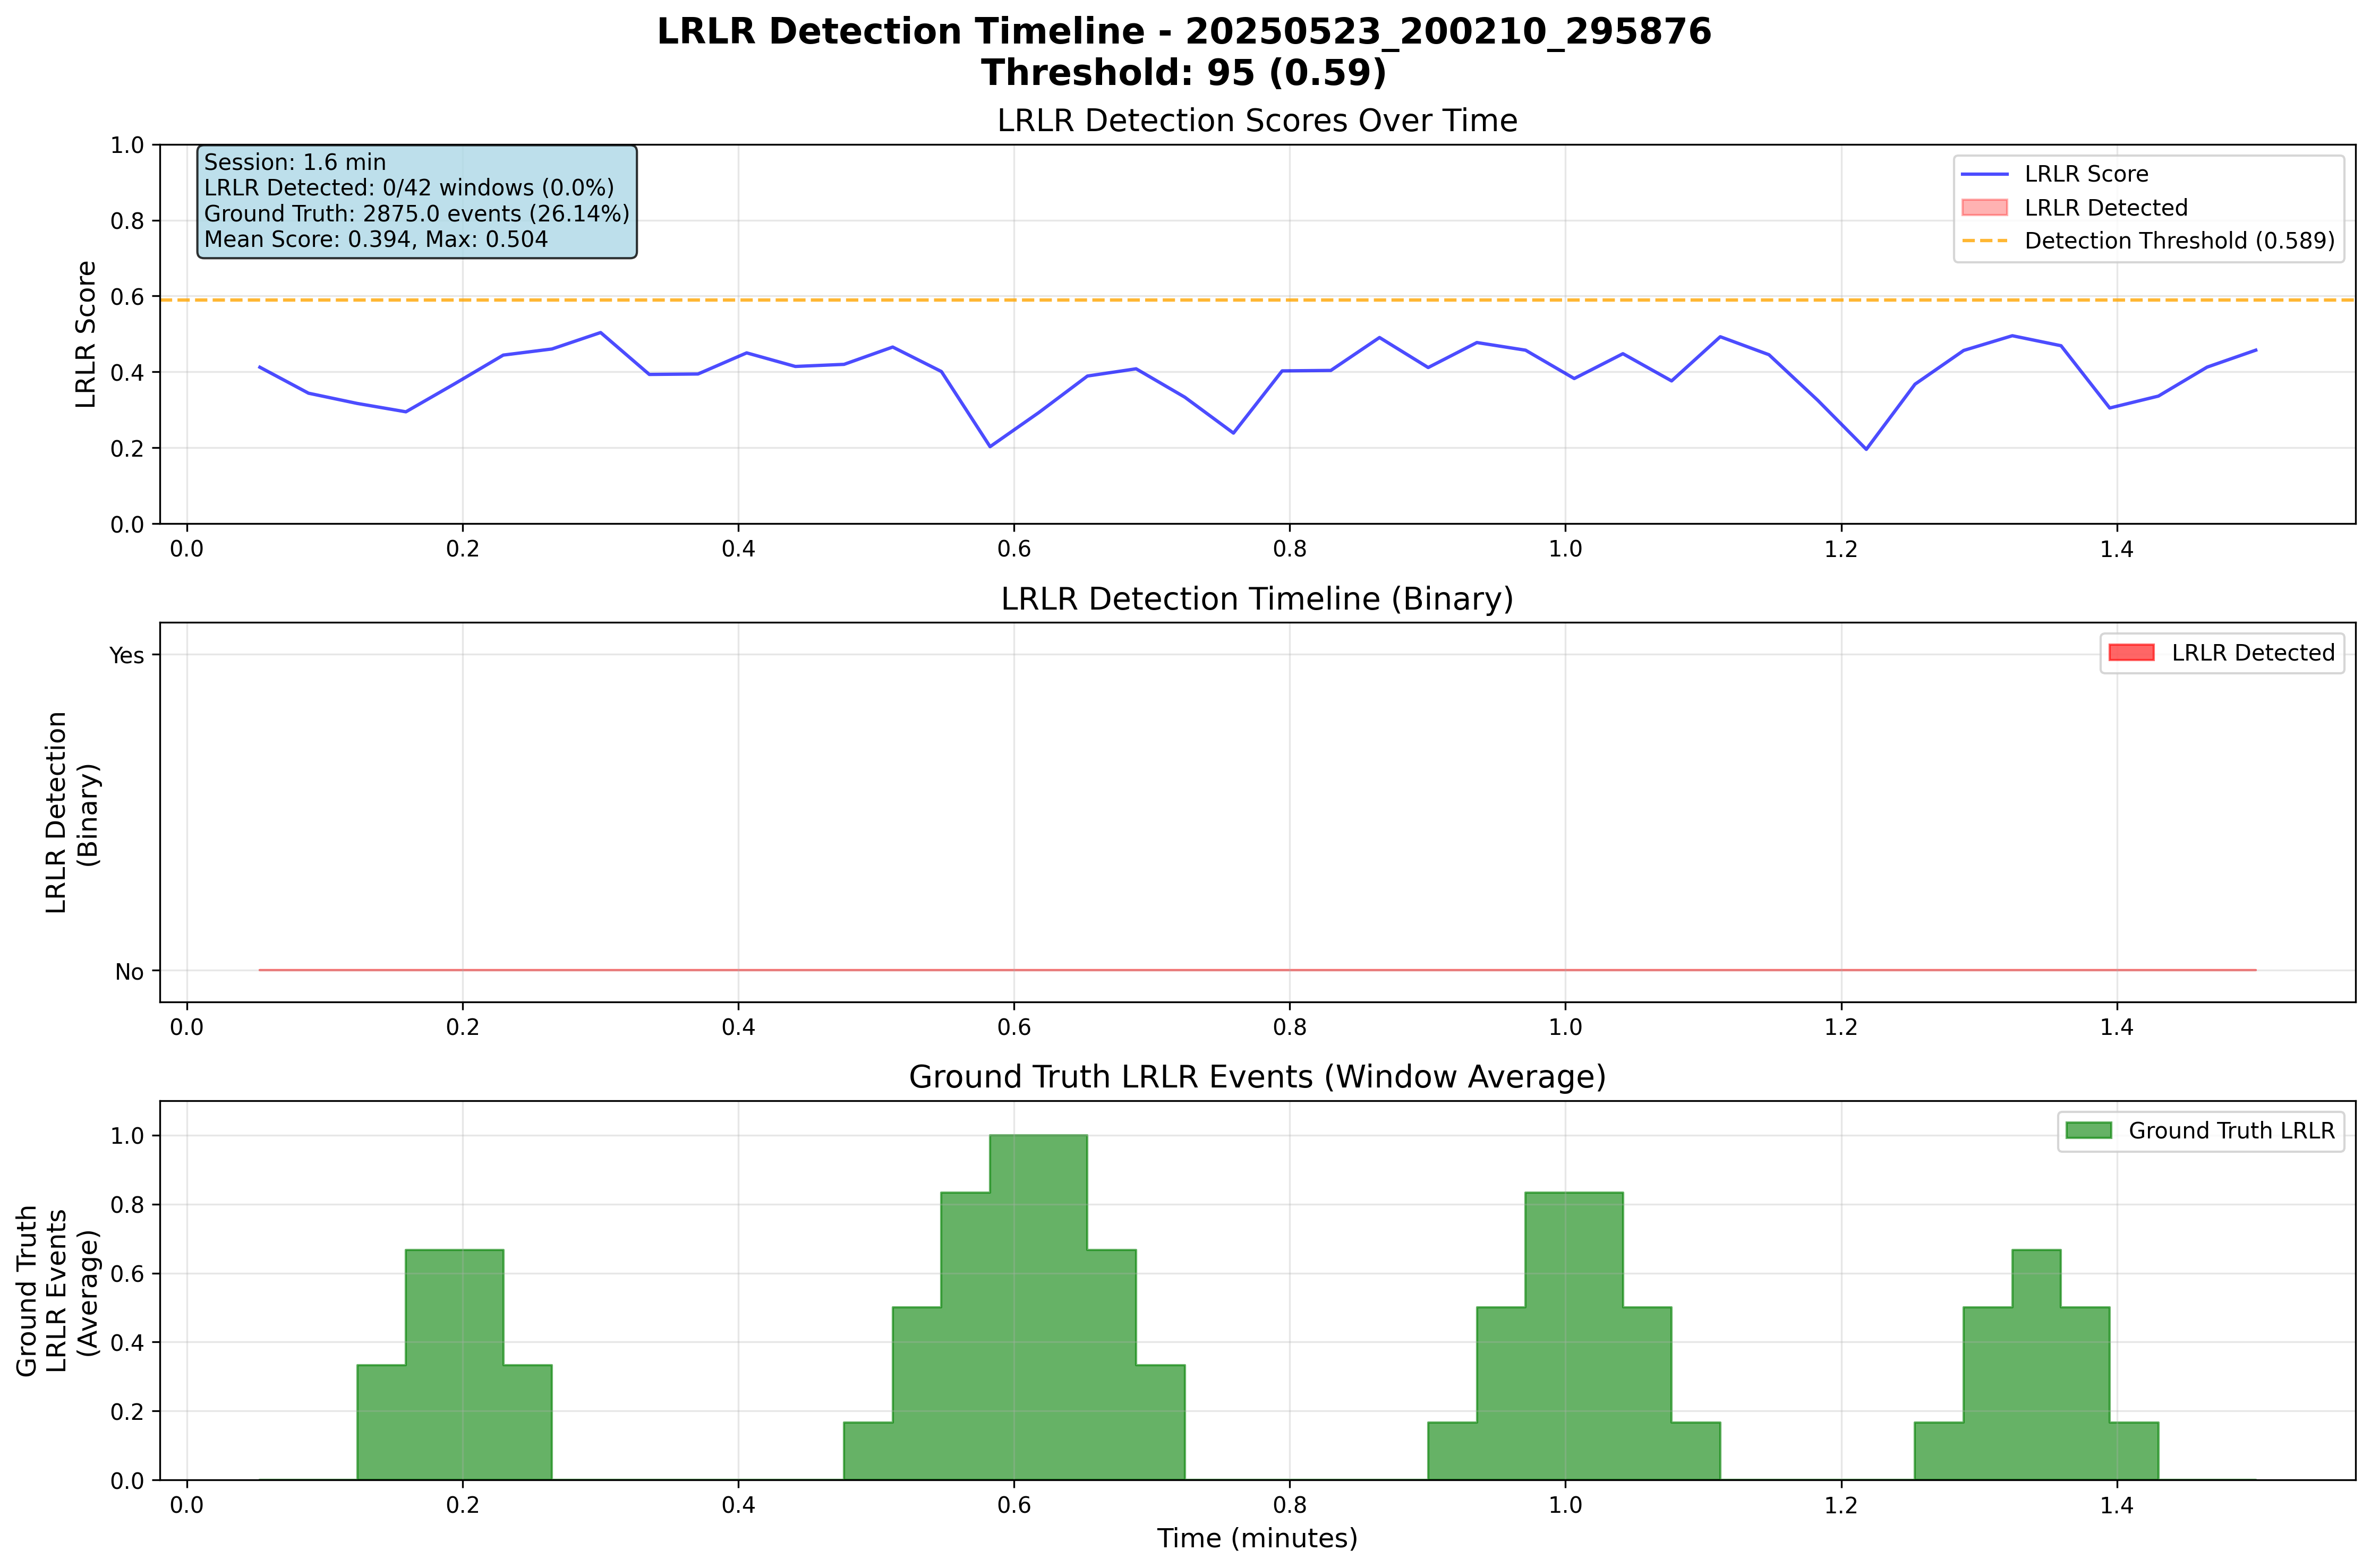 LRLR Detection Timeline - 20250523_200210_295876
Threshold: 95 (0.59)
LRLR Detection Scores Over Time
Session: 1.6 min
LRLR Detected: 0/42 windows (0.0%)
Ground Truth: 2875.0 events (26.14%)
Mean Score: 0.394, Max: 0.504
LRLR Score
LRLR Detected
Detection Threshold (0.589)
LRLR Score
1.0
0.8
0.6
0.4
0.2
0.0
0.0 0.2 0.4 0.6 0.8 1.0 1.2 1.4
LRLR Detection Timeline (Binary)
LRLR Detected
LRLR Detection
(Binary)
Yes
No
0.0 0.2 0.4 0.6 0.8 1.0 1.2 1.4
Ground Truth LRLR Events (Window Average)
Ground Truth LRLR
Ground Truth
LRLR Events
(Average)
1.0
0.8
0.6
0.4
0.2
0.0
0.0 0.2 0.4 0.6 0.8 1.0 1.2 1.4
Time (minutes)